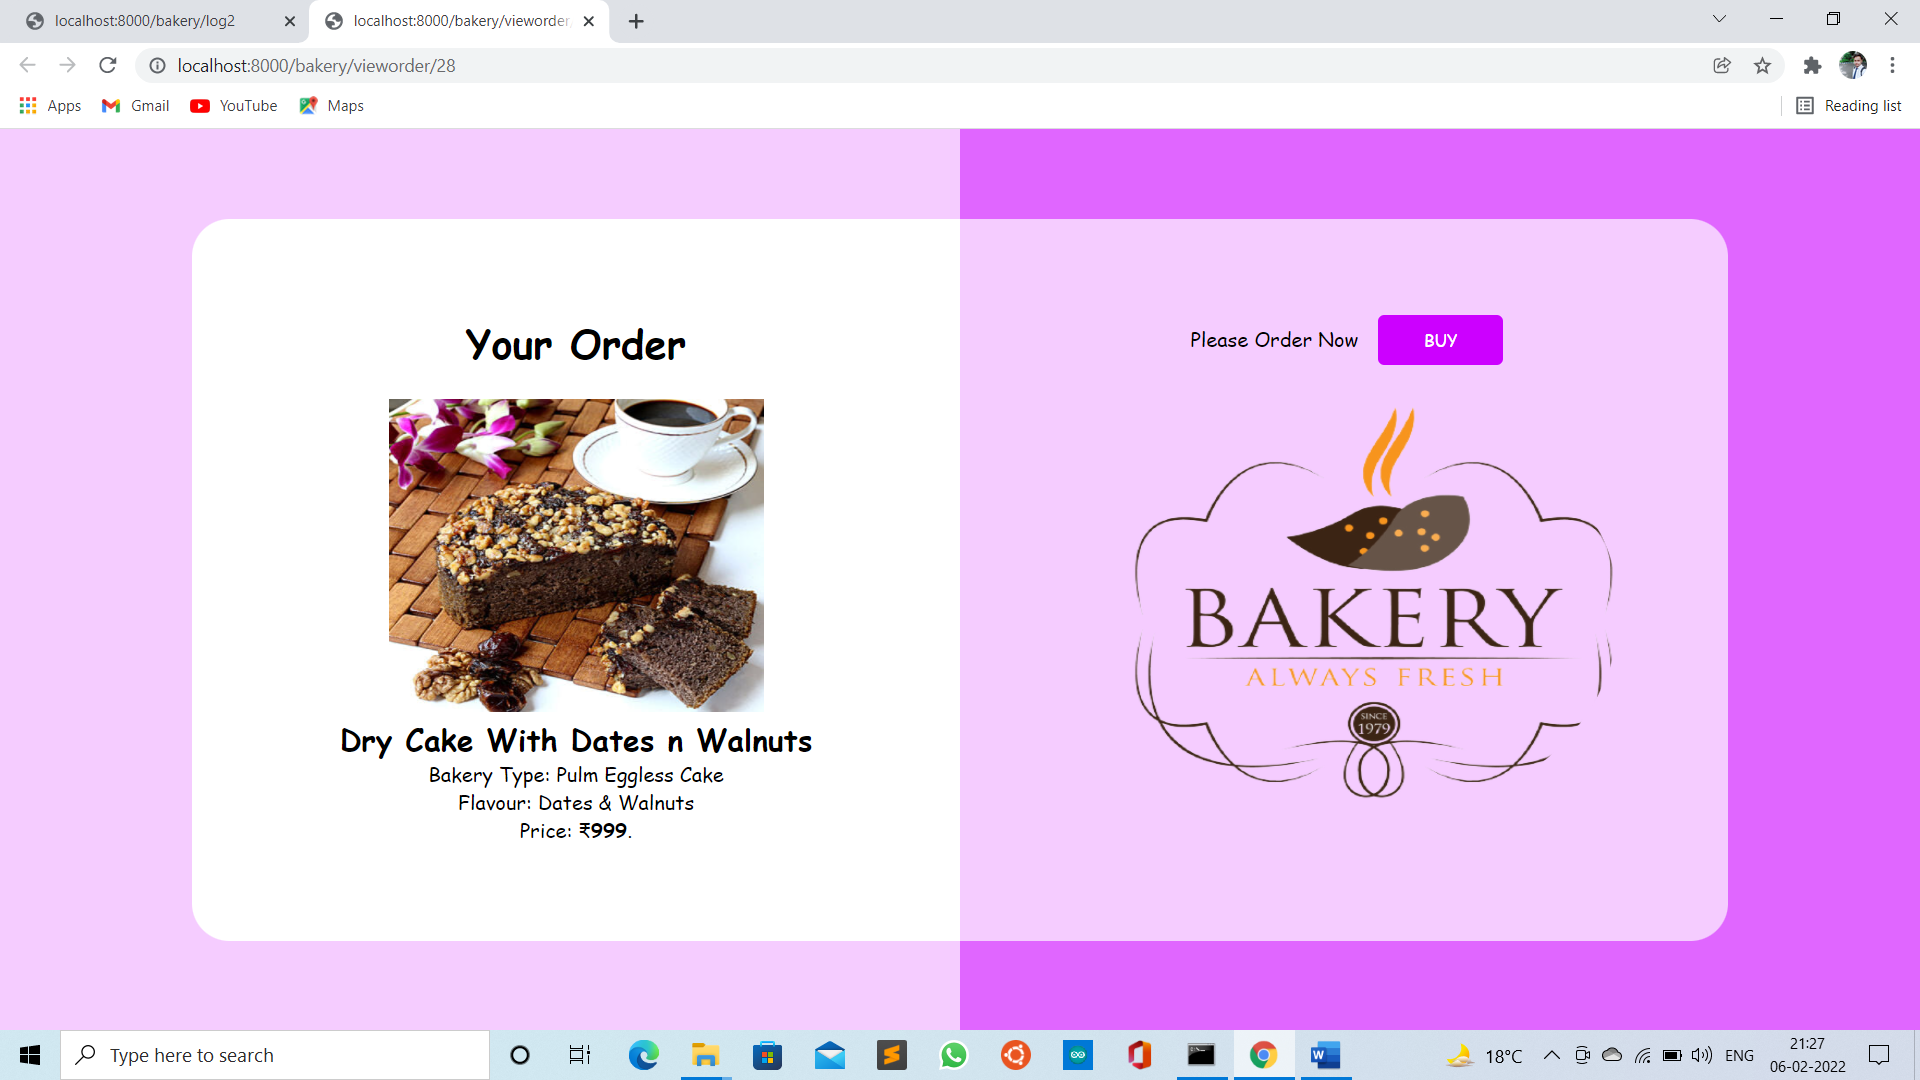 localhost:8000/bakery/log2
localhost:8000/bakery/vieworder
localhost:8000/bakery/vieworder/28
Apps
Gmail
YouTube
Maps
Reading list
Your Order
Dry Cake With Dates n Walnuts
Bakery Type: Pulm Eggless Cake
Flavour: Dates & Walnuts
Price: ₹999.
Please Order Now
BUY
BAKERY
ALWAYS FRESH
SINCE
1979
Type here to search
18°C
ENG
21:27
06-02-2022